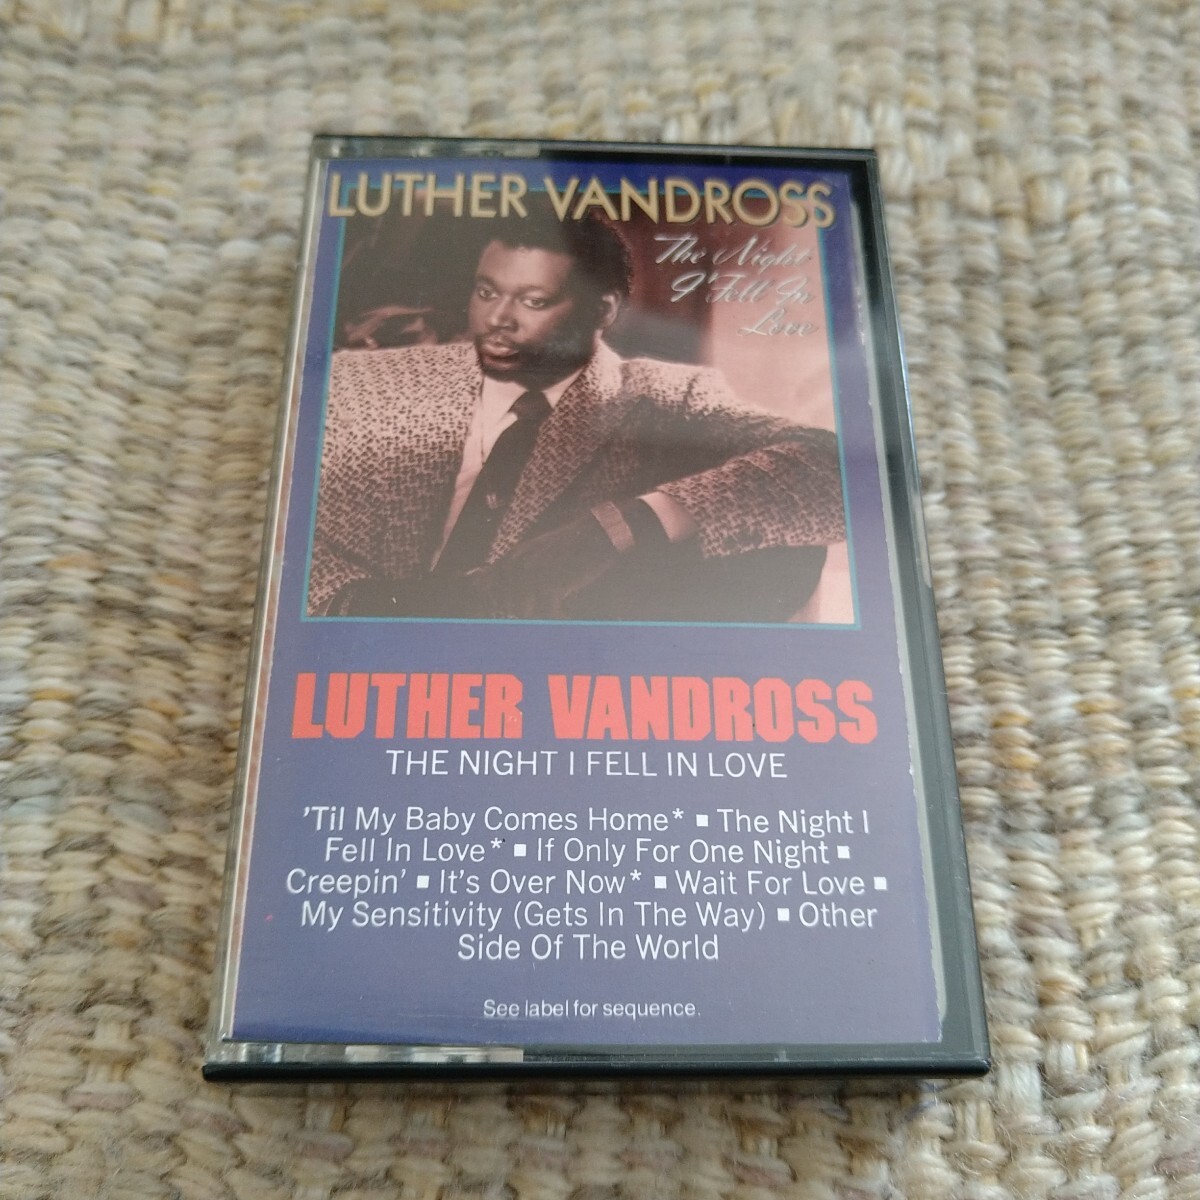 LUTHER VANDROSS
The Night
I Fell In
Love
LUTHER VANDROSS
THE NIGHT I FELL IN LOVE
'Til My Baby Comes Home* ▪ The Night I
Fell In Love* ▪ If Only For One Night ▪
Creepin' ▪ It's Over Now* ▪ Wait For Love ▪
My Sensitivity (Gets In The Way) ▪ Other
Side Of The World
See label for sequence.